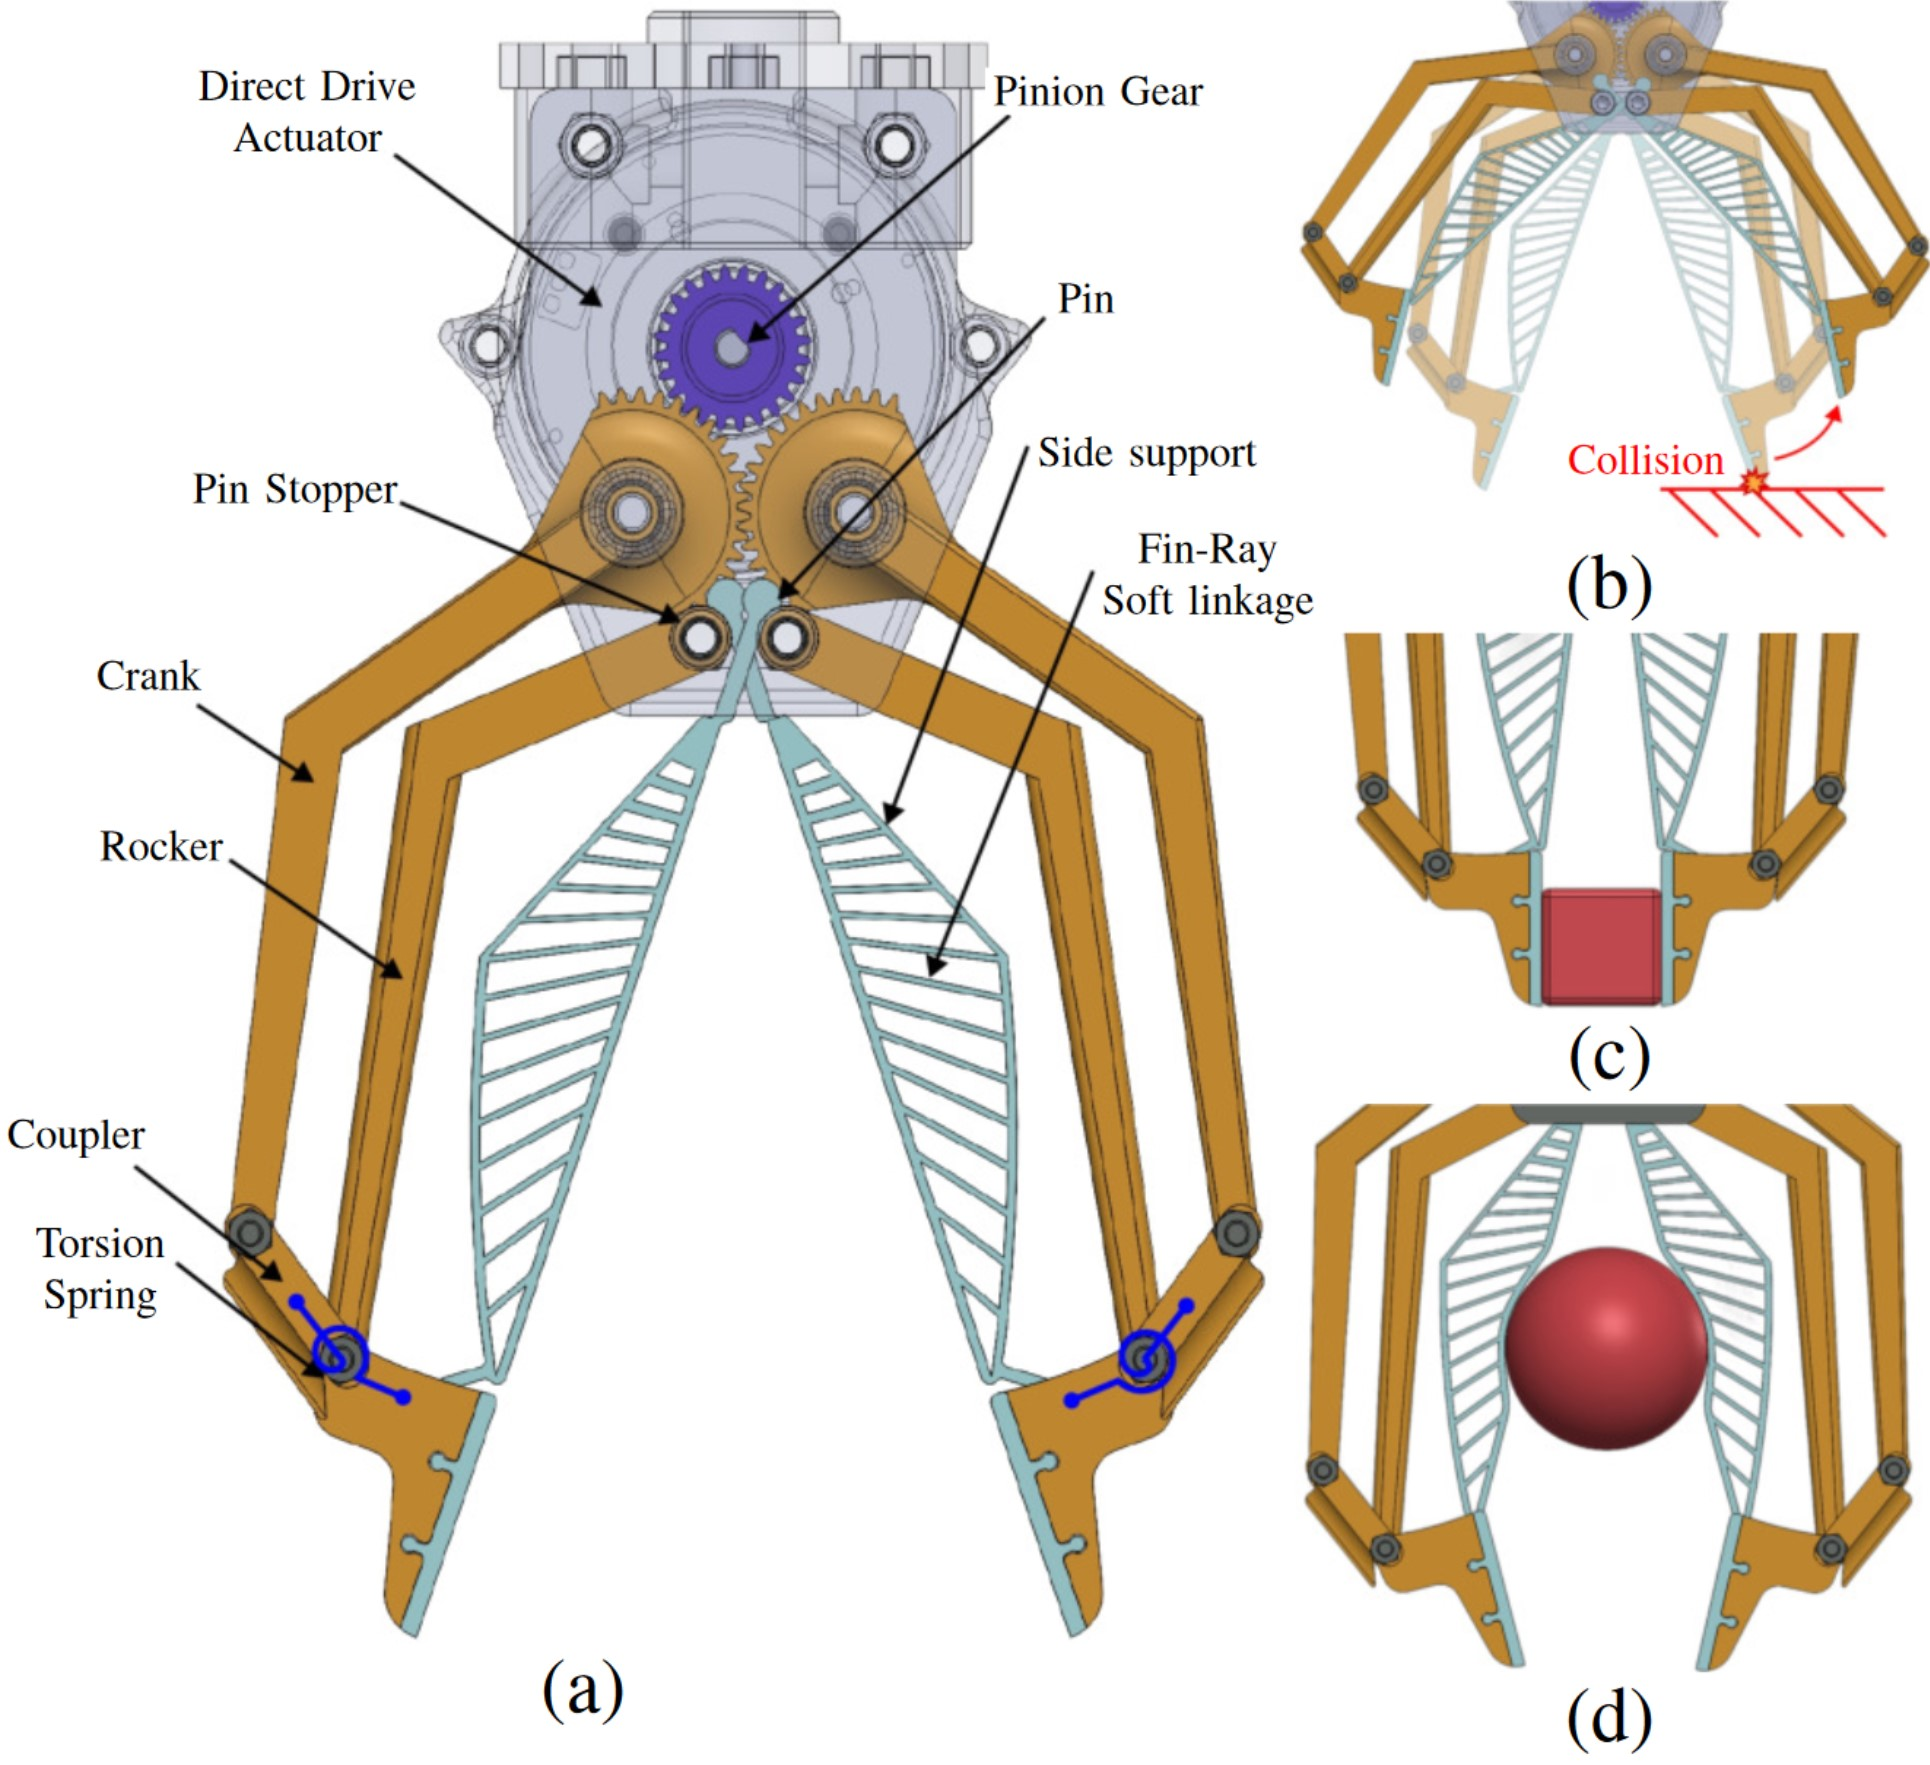 Direct Drive
Actuator
Pinion Gear
Pin
Side support
Pin Stopper
Fin-Ray
Soft linkage
Crank
Rocker
Coupler
Torsion
Spring
(a)
Collision
(b)
(c)
(d)